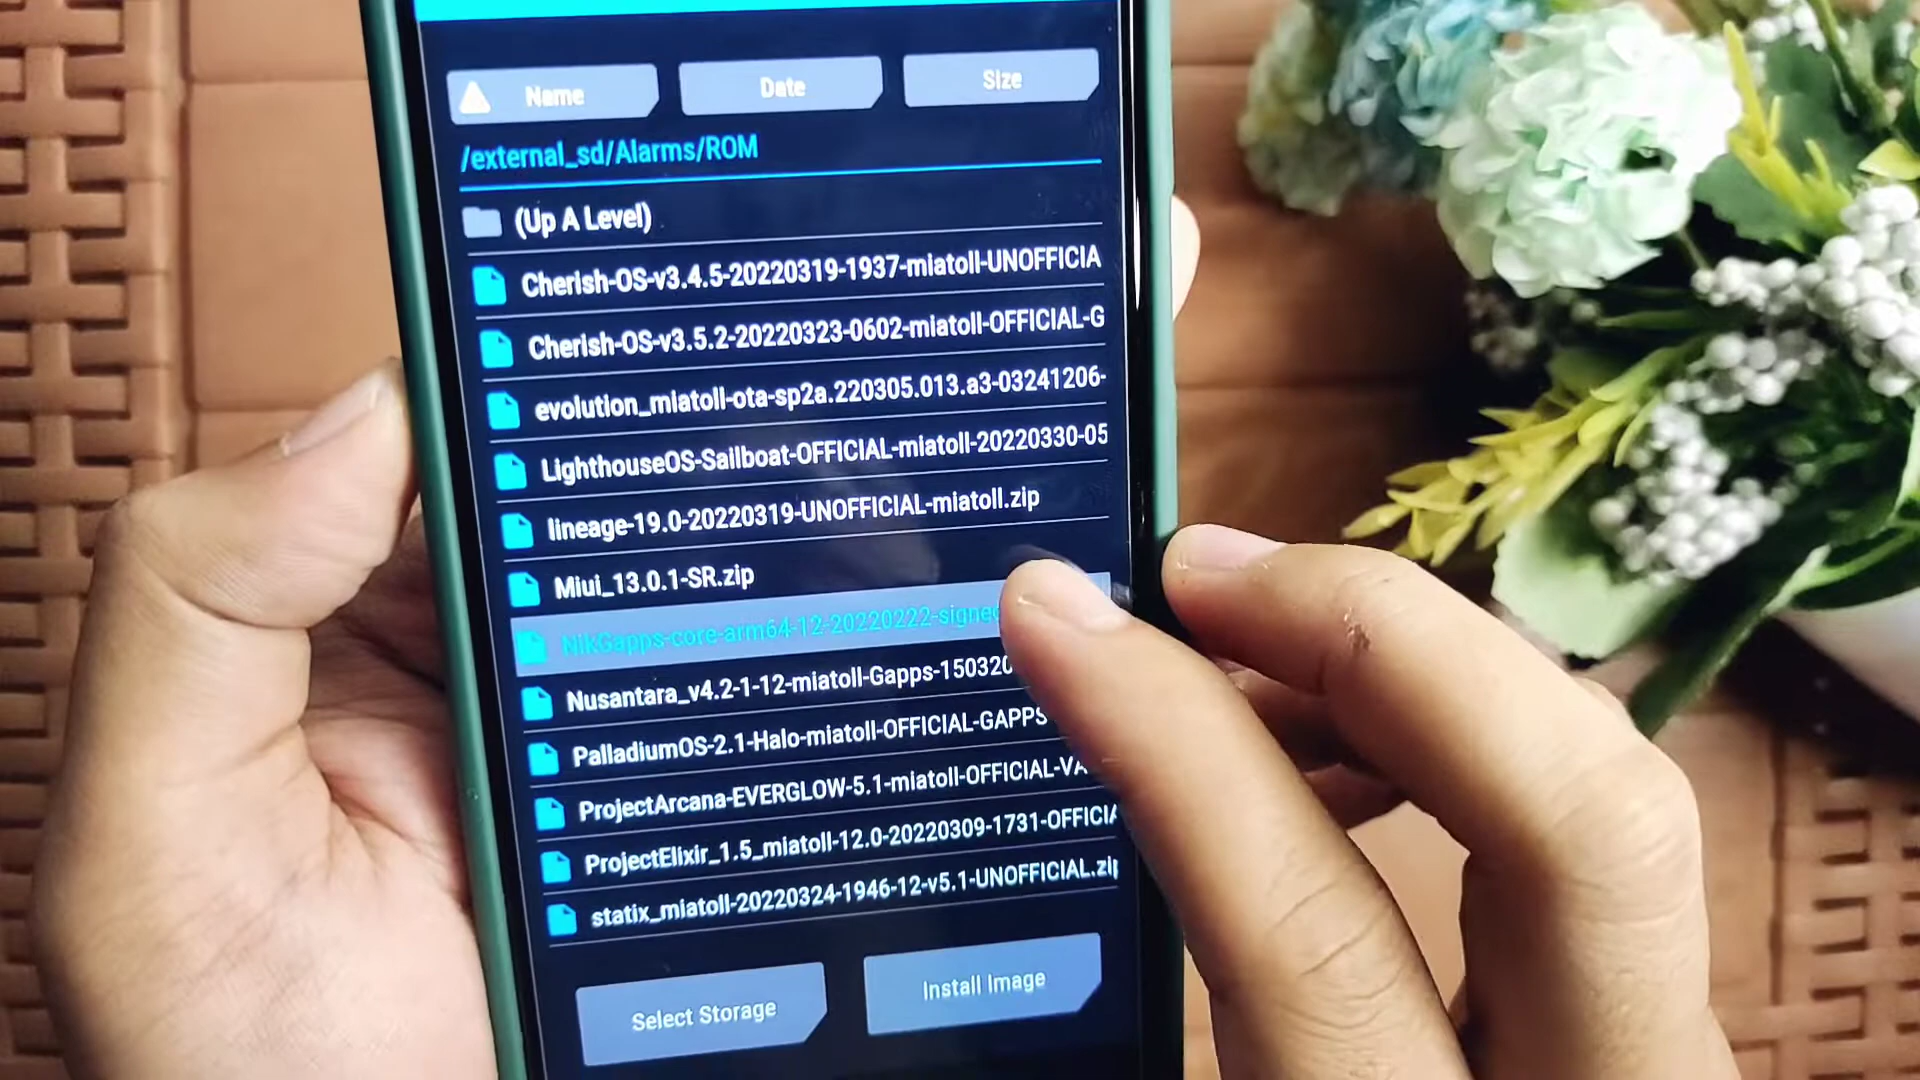 Name
Date
Size
/external_sd/Alarms/ROM
(Up A Level)
Cherish-OS-v3.4.5-20220319-1937-miatoll-UNOFFICIA
Cherish-OS-v3.5.2-20220323-0602-miatoll-OFFICIAL-G
evolution_miatoll-ota-sp2a.220305.013.a3-03241206-
LighthouseOS-Sailboat-OFFICIAL-miatoll-20220330-05
lineage-19.0-20220319-UNOFFICIAL-miatoll.zip
Miui_13.0.1-SR.zip
NikGapps-core-arm64-12-20220222-signed
Nusantara_v4.2-1-12-miatoll-Gapps-150320
PalladiumOS-2.1-Halo-miatoll-OFFICIAL-GAPPS
ProjectArcana-EVERGLOW-5.1-miatoll-OFFICIAL-VA
ProjectElixir_1.5_miatoll-12.0-20220309-1731-OFFICIA
statix_miatoll-20220324-1946-12-v5.1-UNOFFICIAL.zip
Select Storage
Install Image